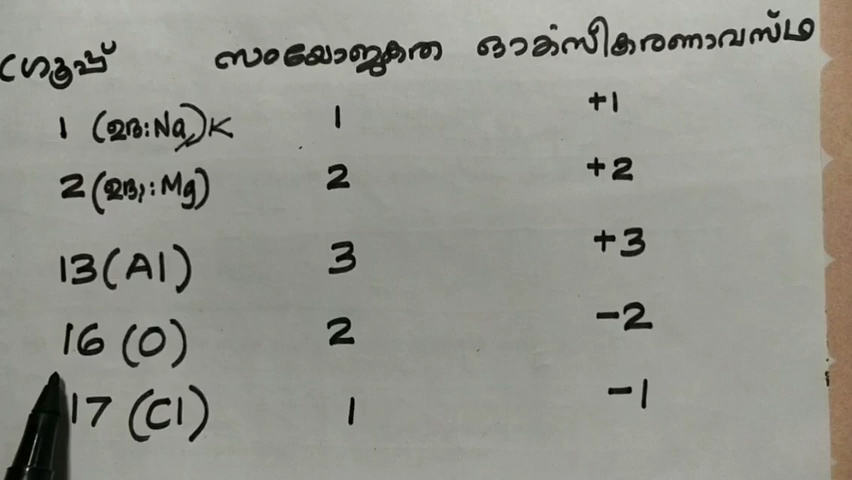 ഗ്രൂപ്പ് സംയോജകത ഓക്സീകരണാവസ്ഥ
1 (ഉദാ:Na,)K 1 +1
2 (ഉദാ:Mg) 2 +2
13 (Al) 3 +3
16 (O) 2 -2
17 (Cl) 1 -1